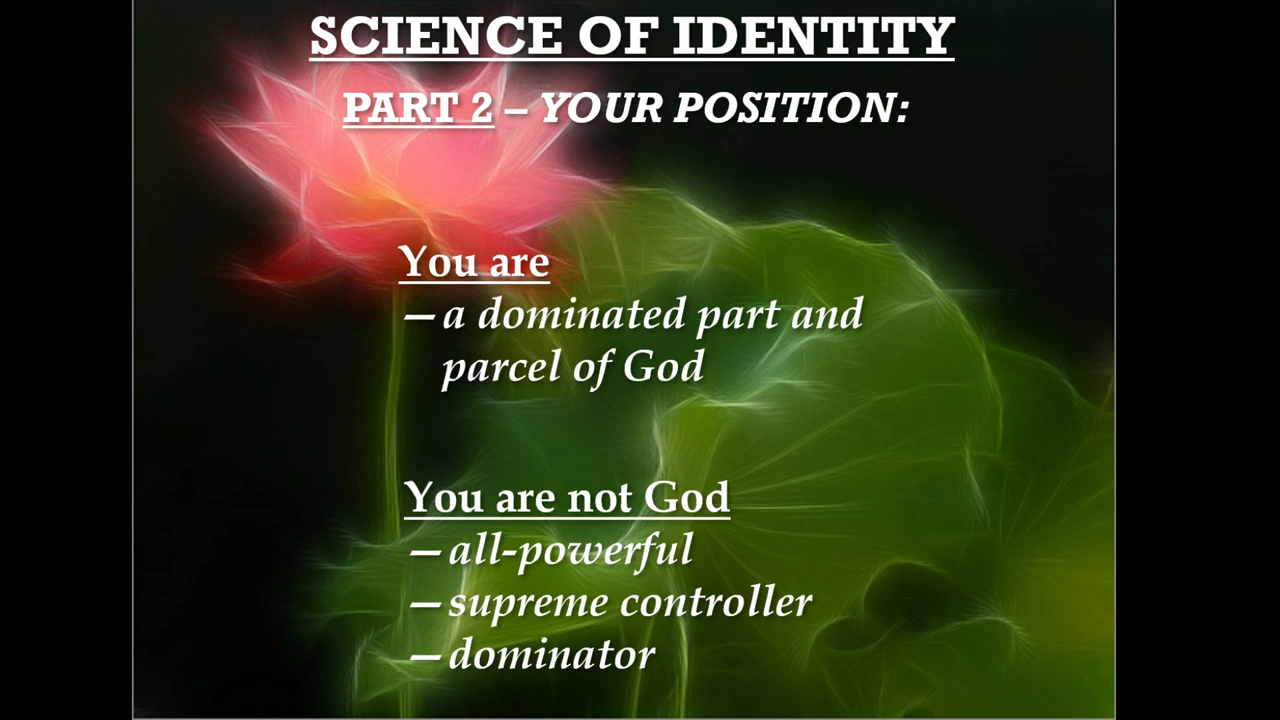 SCIENCE OF IDENTITY
PART 2 – YOUR POSITION:
You are
— a dominated part and
parcel of God
You are not God
— all-powerful
— supreme controller
— dominator